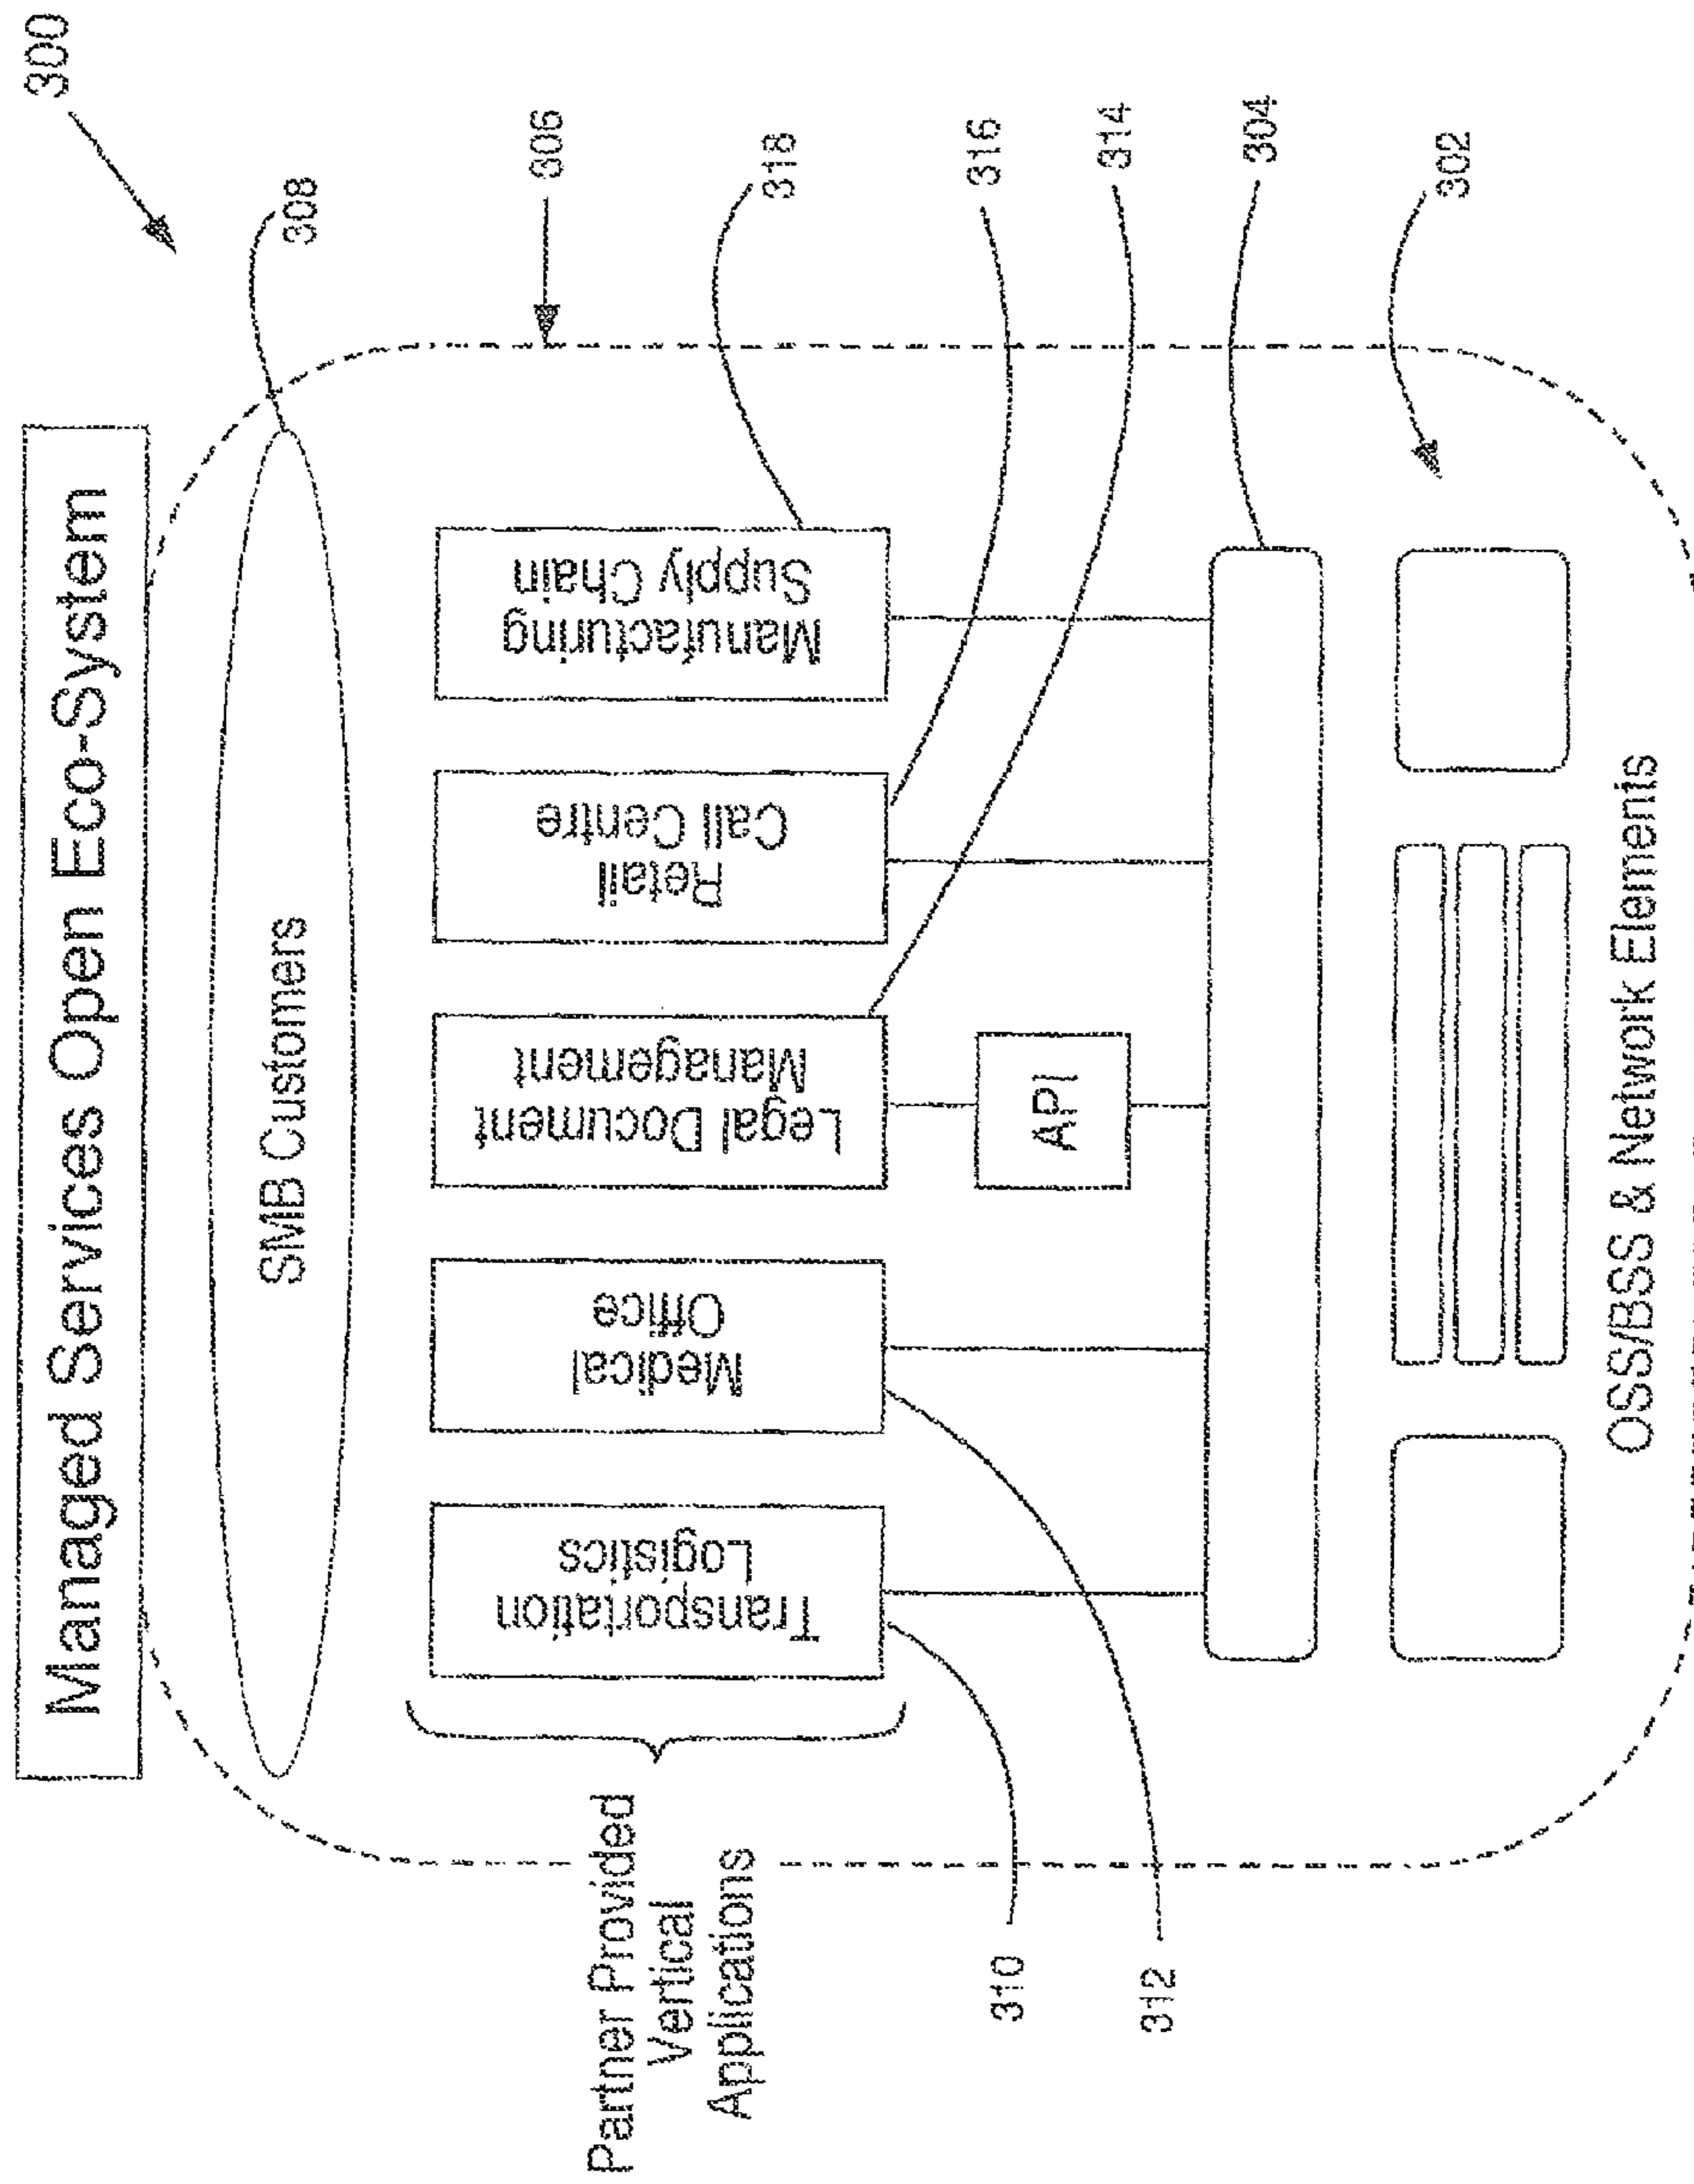 300
Managed Services Open Eco-System
308
SMB Customers
306
Partner Provided
Vertical
Applications
Transportation
Logistics
Medical
Office
Legal Document
Management
Retail
Call Centre
Manufacturing
Supply Chain
318
316
314
310
312
API
304
302
OSS/BSS & Network Elements